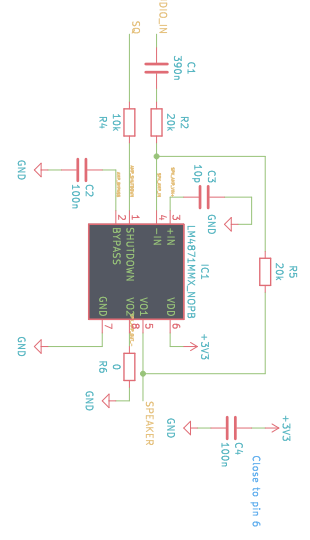 DIO_IN
SQ
C1
390n
R4
10k
R2
20k
C3
10p
GND
C2
100n
GND
R5
20k
1
2
3
4
+IN
-IN
SHUTDOWN
BYPASS
IC1
LM4871MMX_NOPB
GND
VO2
VO1
VDD
7
8
5
6
+3V3
R6
0
GND
GND
SPEAKER
+3V3
C4
100n
GND
Close to pin 6